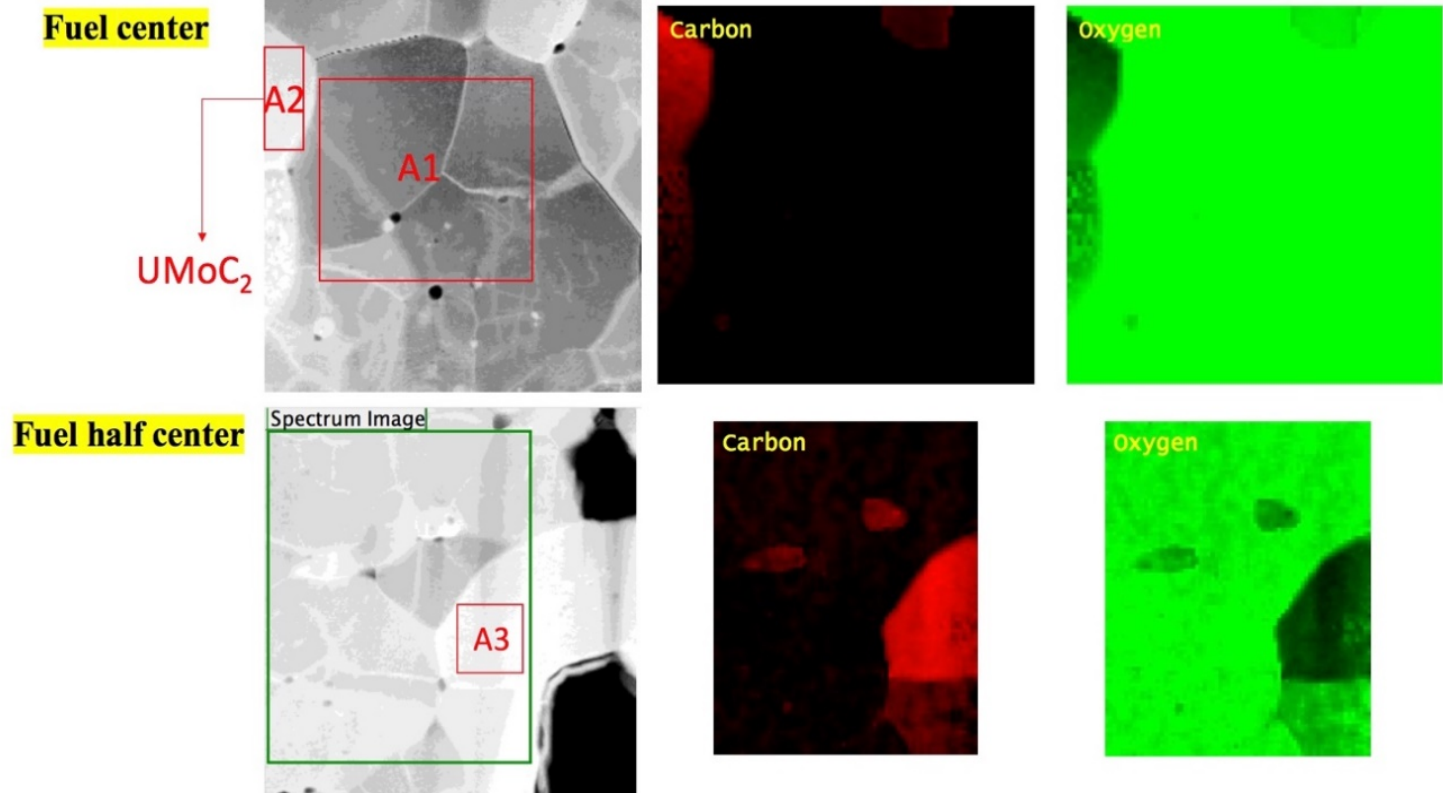 Fuel center
Carbon
Oxygen
A2
A1
UMoC₂
Fuel half center
Spectrum Image
Carbon
Oxygen
A3